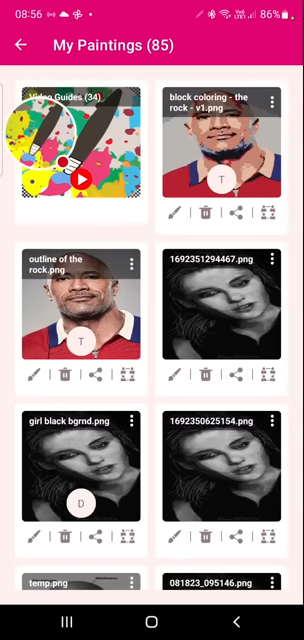 08:56
86%
My Paintings (85)
Video Guides (34)
block coloring - the
rock - v1.png
T
outline of the
rock.png
T
1692351294467.png
girl black bgrnd.png
D
1692350625154.png
temp.png
081823_095146.png